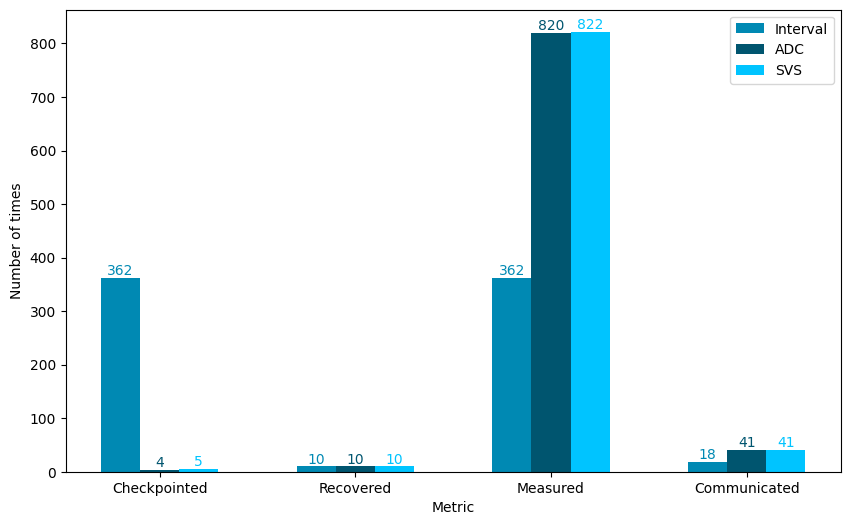 Interval
ADC
SVS
Number of times
800
700
600
500
400
300
200
100
0
362 4 5
10 10 10
362 820 822
18 41 41
Checkpointed Recovered Measured Communicated
Metric